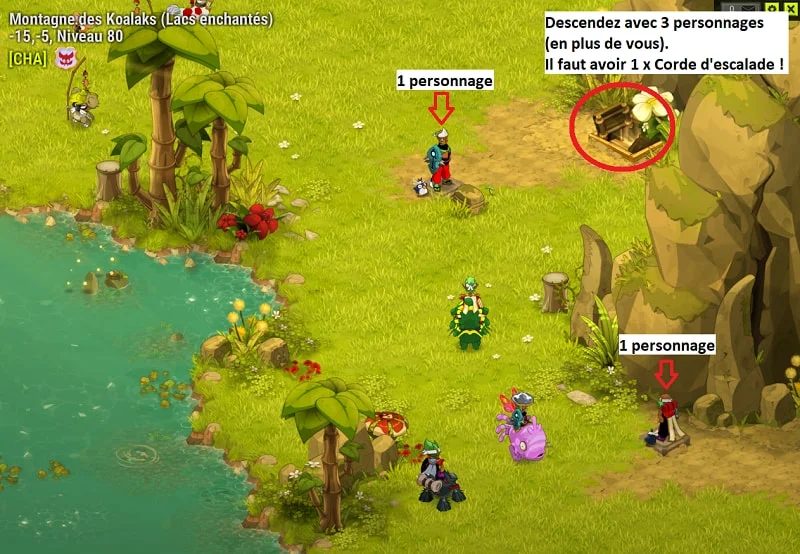 Montagne des Koalaks (Lacs enchantés)
-15,-5, Niveau 80
[CHA]
Descendez avec 3 personnages
(en plus de vous).
Il faut avoir 1 x Corde d'escalade !
1 personnage
1 personnage